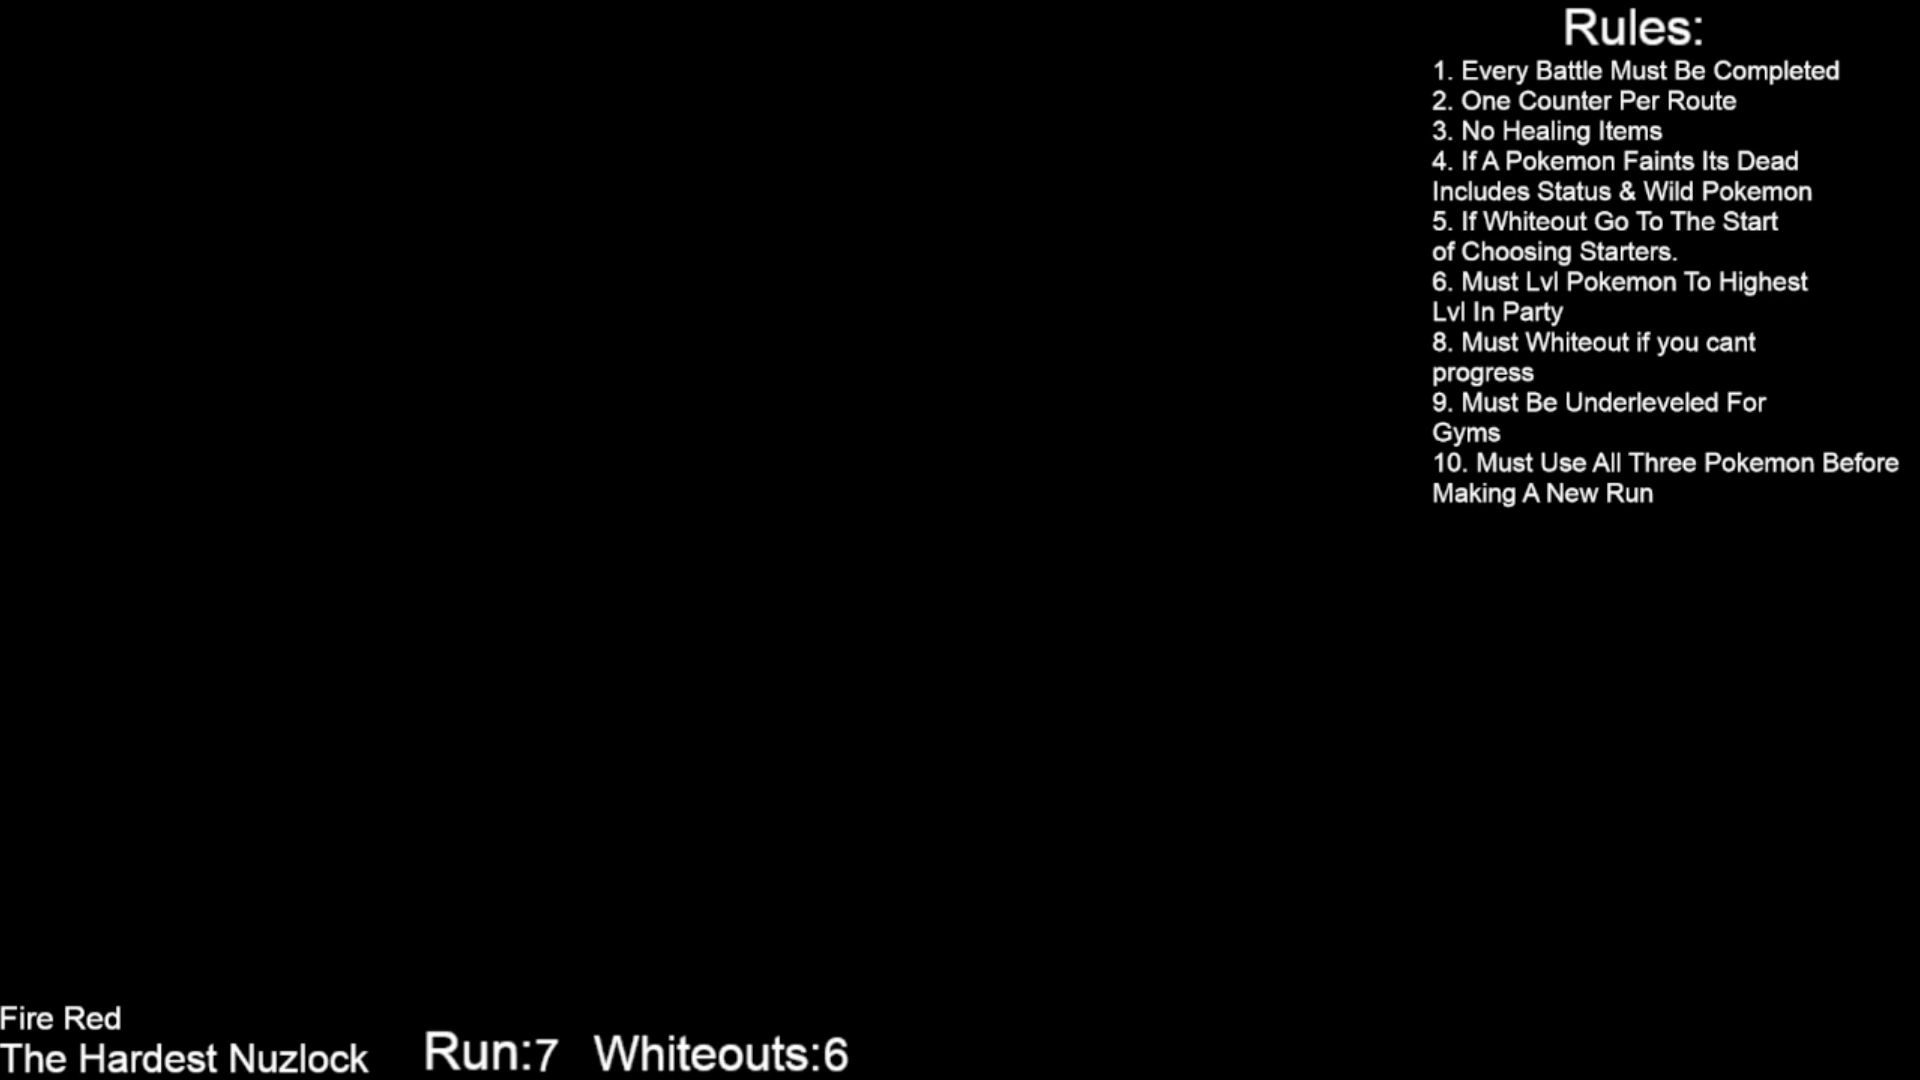 Rules:
1. Every Battle Must Be Completed
2. One Counter Per Route
3. No Healing Items
4. If A Pokemon Faints Its Dead
Includes Status & Wild Pokemon
5. If Whiteout Go To The Start
of Choosing Starters.
6. Must Lvl Pokemon To Highest
Lvl In Party
8. Must Whiteout if you cant
progress
9. Must Be Underleveled For
Gyms
10. Must Use All Three Pokemon Before
Making A New Run
Fire Red
The Hardest Nuzlock
Run:7 Whiteouts:6